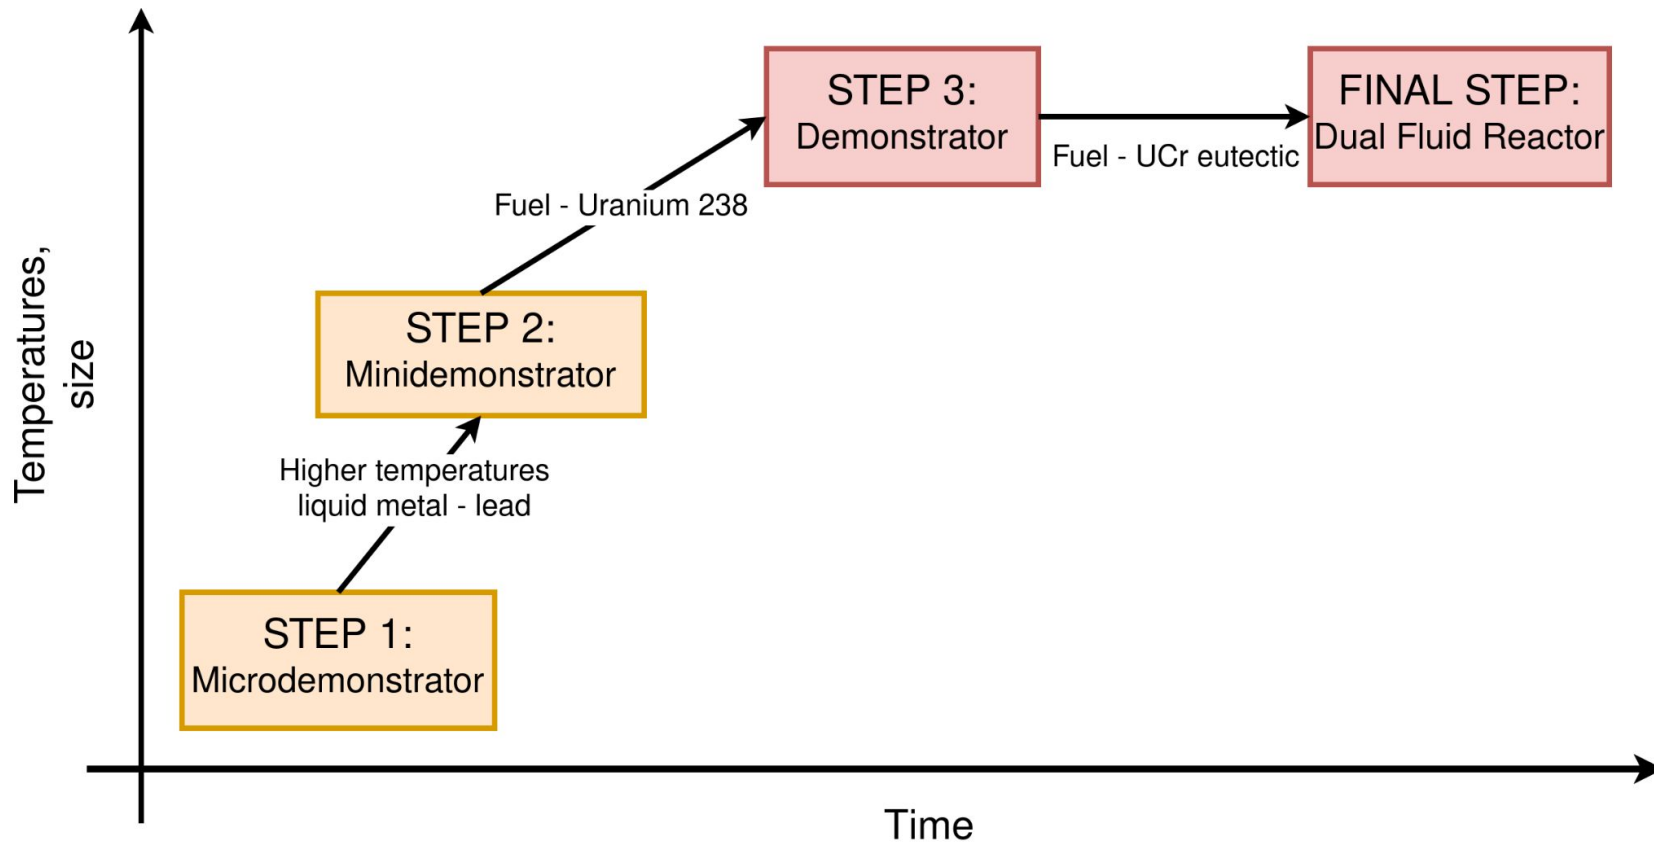 STEP 3:
Demonstrator
FINAL STEP:
Dual Fluid Reactor
Fuel - UCr eutectic
Fuel - Uranium 238
STEP 2:
Minidemonstrator
Temperatures,
size
Higher temperatures
liquid metal - lead
STEP 1:
Microdemonstrator
Time